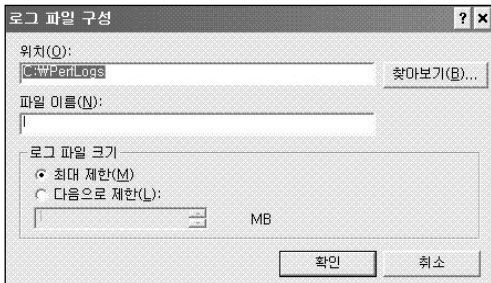 로그 파일 구성
위치(O):
C:\PerfLogs
찾아보기(B)...
파일 이름(N):
로그 파일 크기
최대 제한(M)
다음으로 제한(L):
MB
확인
취소